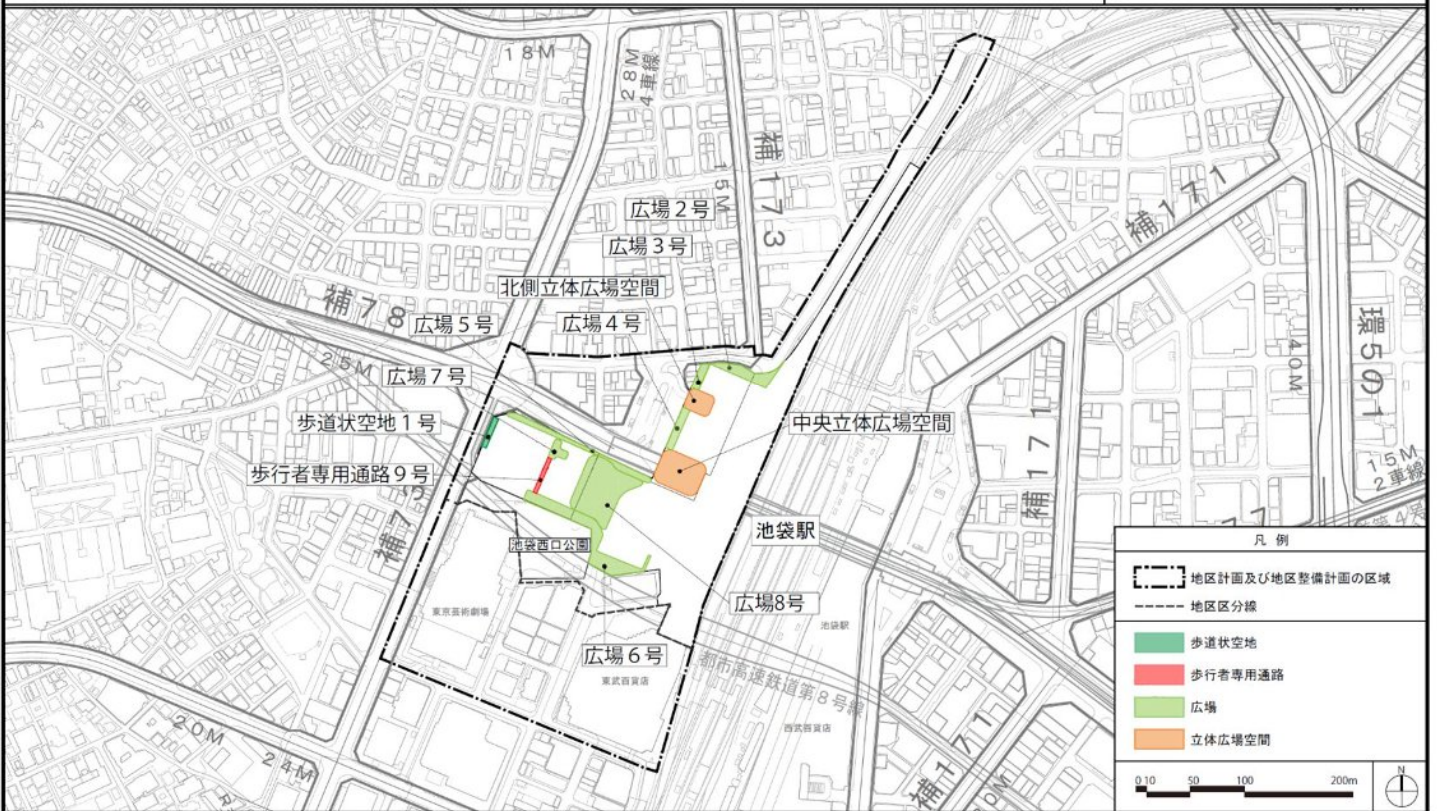 18M
28M
4車線
補173
15M
広場2号
広場3号
補171
北側立体広場空間
補78
広場5号
広場4号
環5の1
40M
25M
広場7号
歩道状空地1号
中央立体広場空間
歩行者専用通路9号
補171
15M
2車線
補73
池袋駅
池袋西口公園
広場8号
東京芸術劇場
池袋駅
広場6号
都市高速鉄道第8号線
東武百貨店
西武百貨店
20M
24M
補171
凡例
地区計画及び地区整備計画の区域
地区区分線
歩道状空地
歩行者専用通路
広場
立体広場空間
0 10 50 100 200m
N